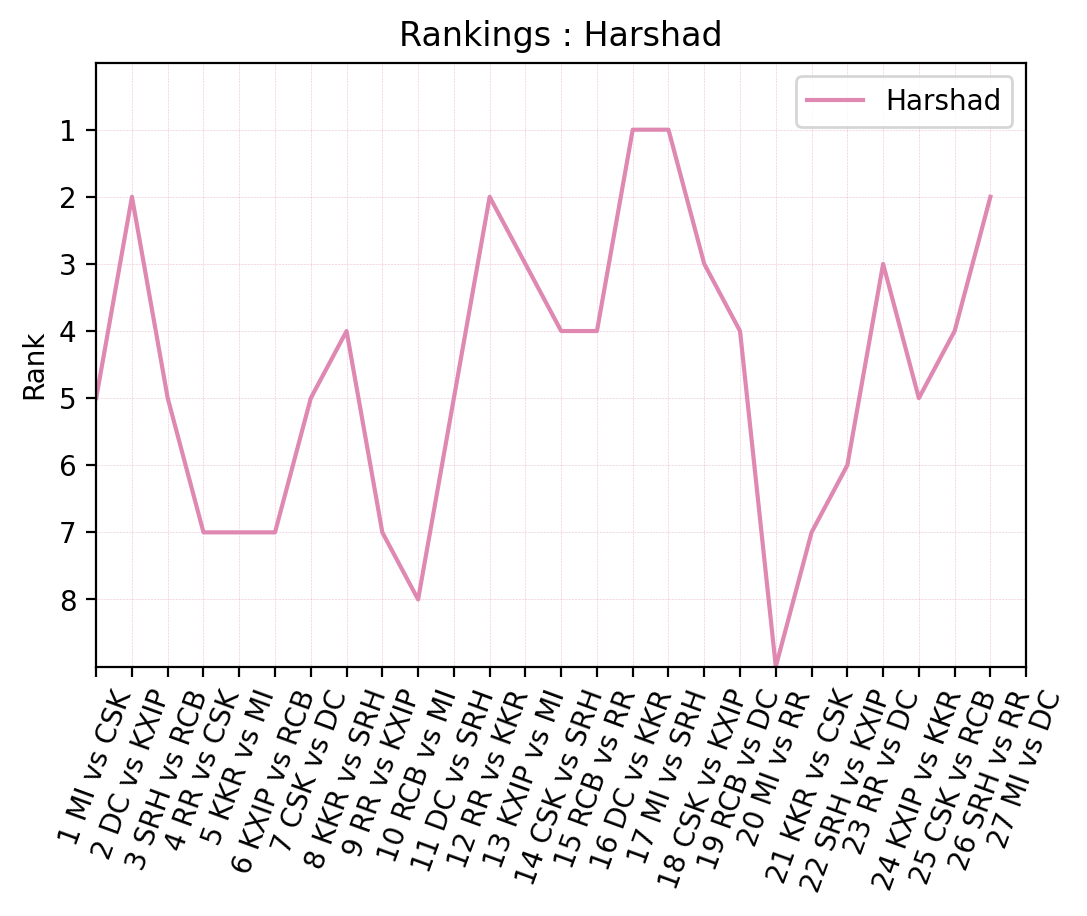 Rankings : Harshad
Harshad
Rank
1
2
3
4
5
6
7
8
1 MI vs CSK
2 DC vs KXIP
3 SRH vs RCB
4 RR vs CSK
5 KKR vs MI
6 KXIP vs RCB
7 CSK vs DC
8 KKR vs SRH
9 RR vs KXIP
10 RCB vs MI
11 DC vs SRH
12 RR vs KKR
13 KXIP vs MI
14 CSK vs SRH
15 RCB vs RR
16 DC vs KKR
17 MI vs SRH
18 CSK vs KXIP
19 RCB vs DC
20 MI vs RR
21 KKR vs CSK
22 SRH vs KXIP
23 RR vs DC
24 KXIP vs KKR
25 CSK vs RCB
26 SRH vs RR
27 MI vs DC